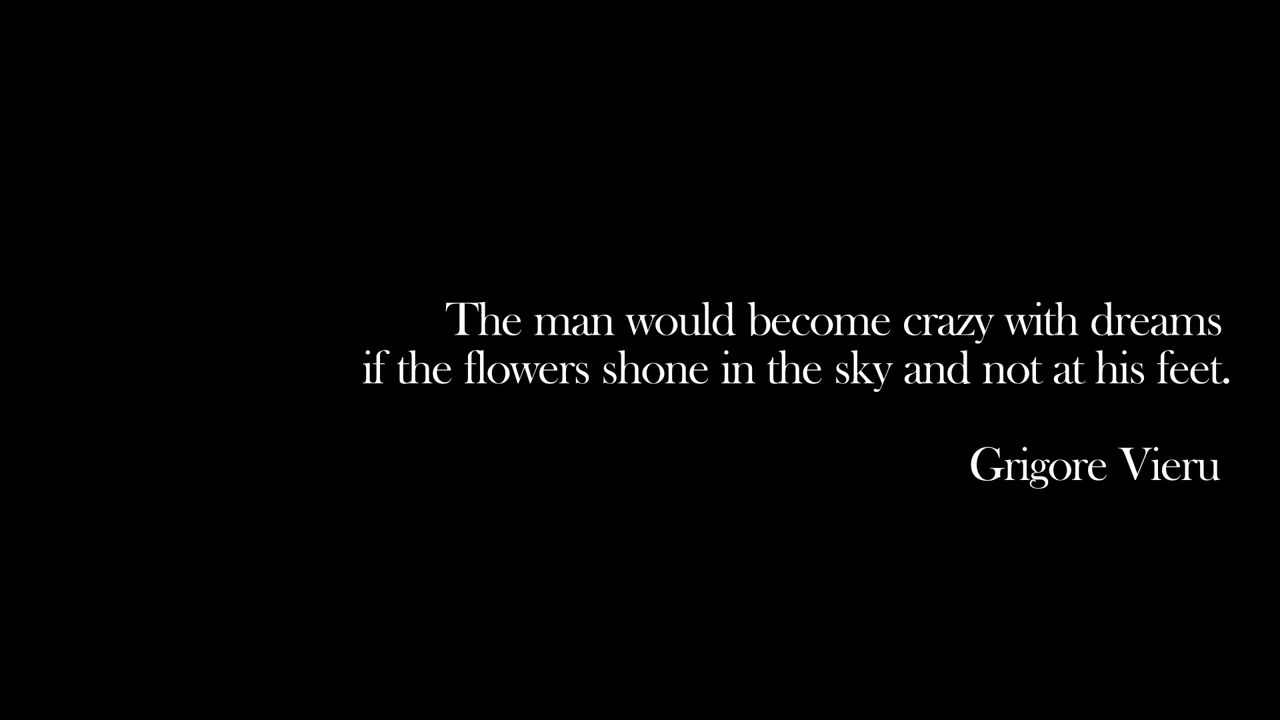 The man would become crazy with dreams
if the flowers shone in the sky and not at his feet.
Grigore Vieru